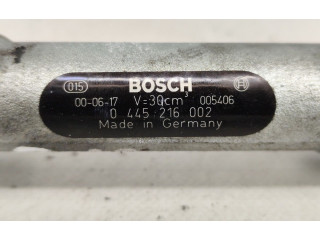 015 BOSCH
00-06-17 V=30cm³ 005406
0 445 216 002
Made in Germany